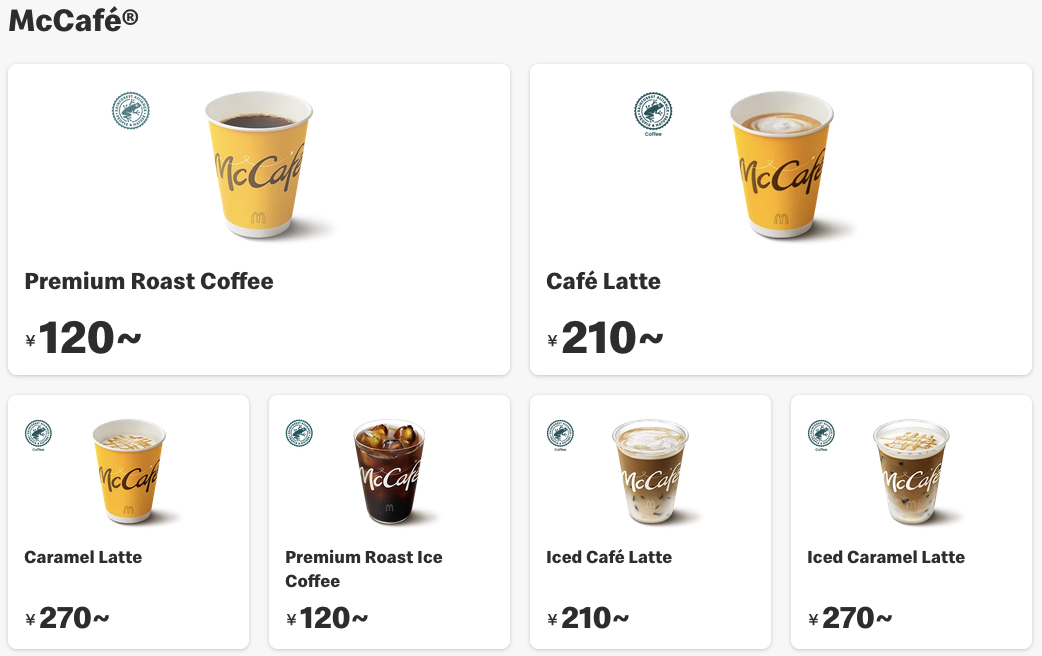 McCafé®
McCafé
McCafé
Premium Roast Coffee
¥120~
Coffee
Café Latte
¥210~
Coffee
McCafé
Caramel Latte
¥270~
McCafé
Premium Roast Ice
Coffee
¥120~
Coffee
McCafé
Iced Café Latte
¥210~
Coffee
McCafé
Iced Caramel Latte
¥270~